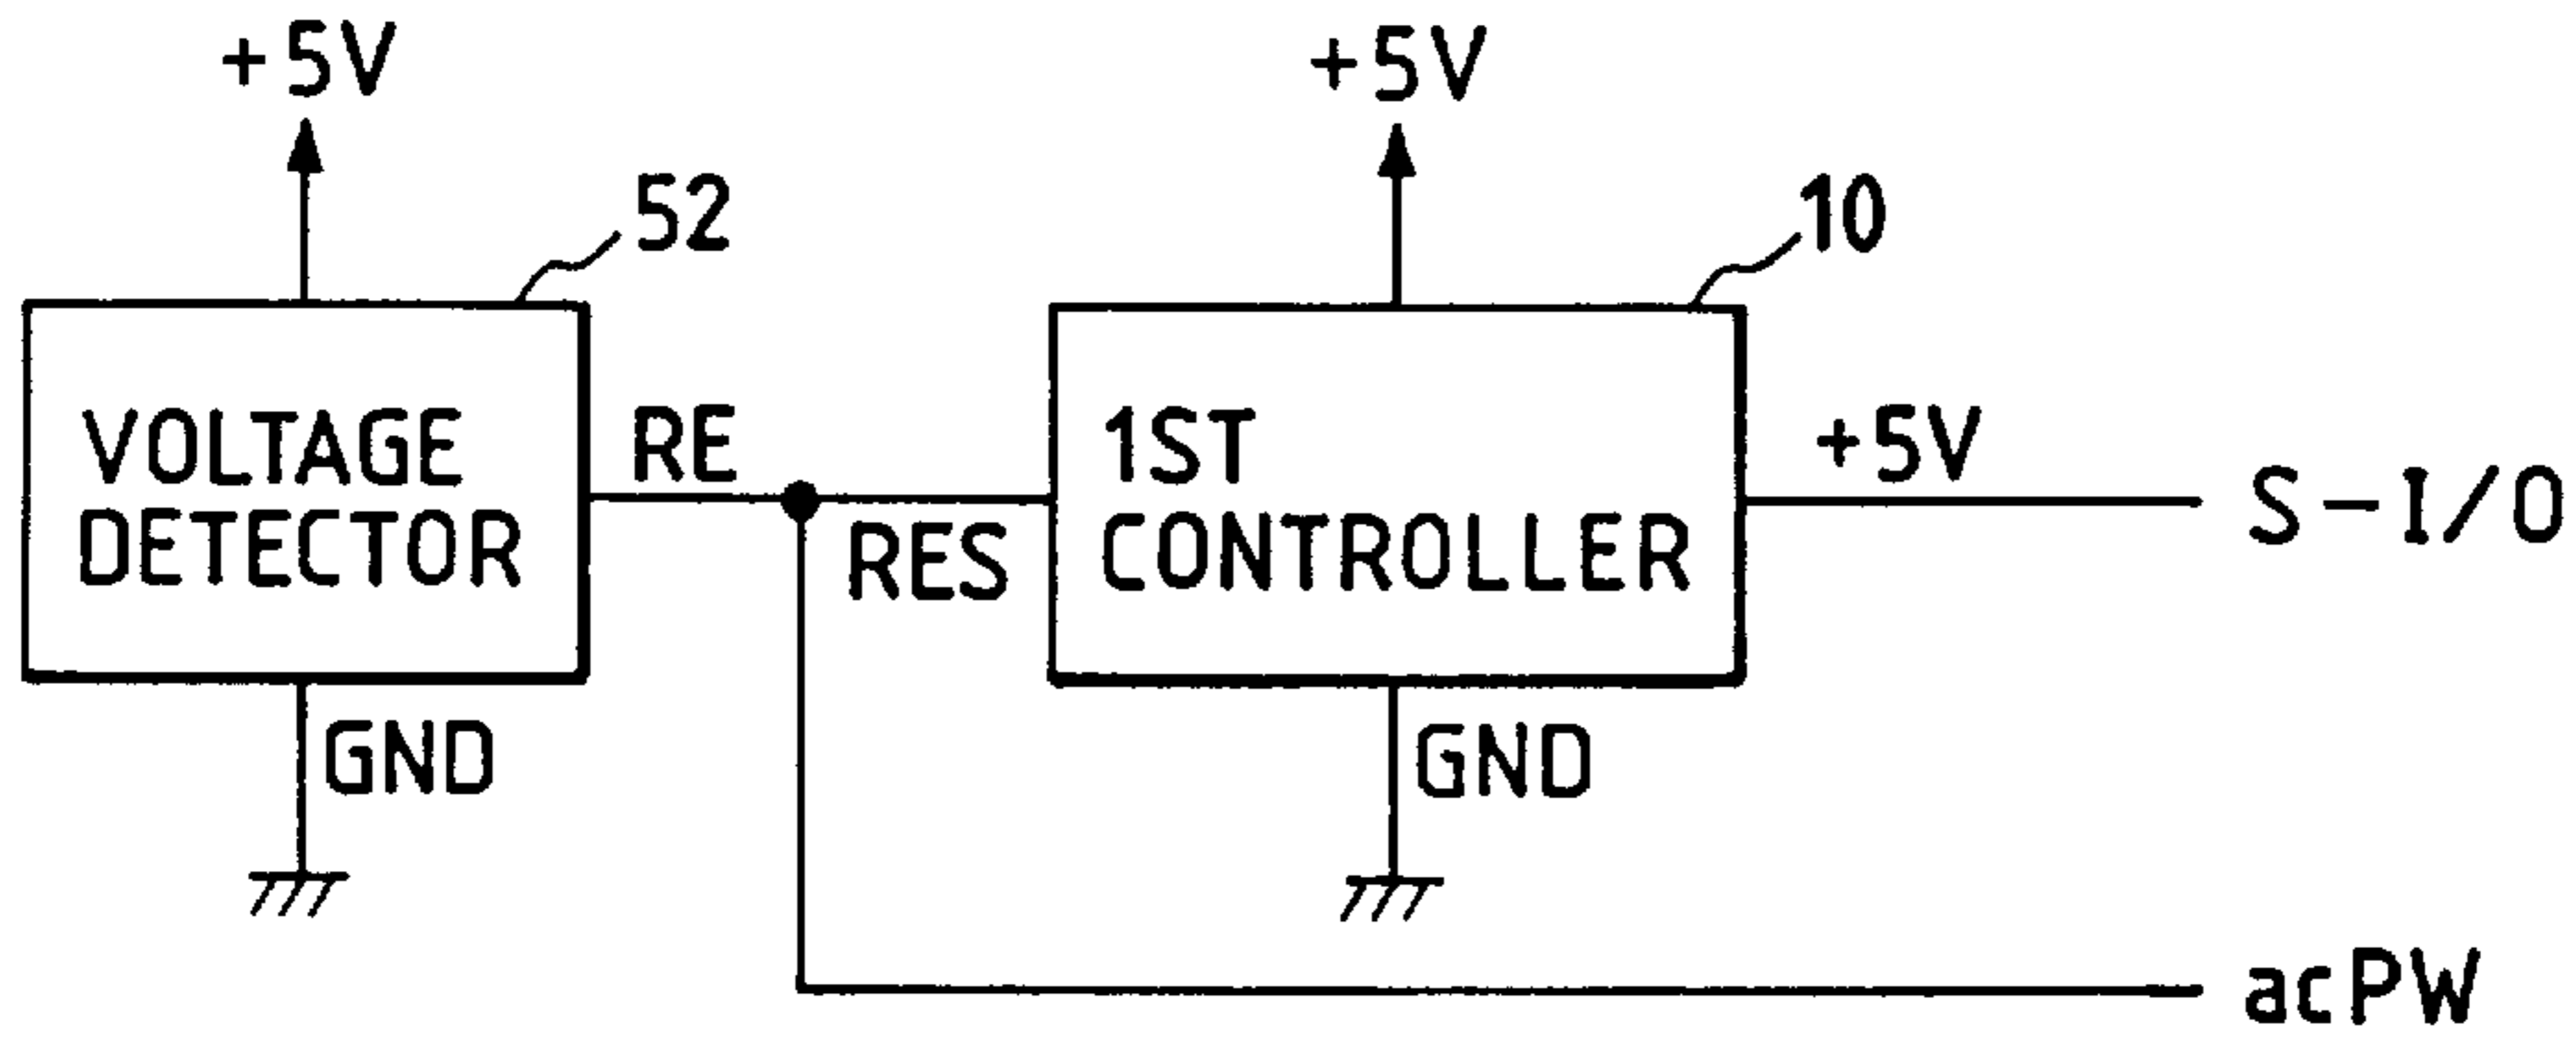 +5V
+5V
52
10
VOLTAGE
DETECTOR
RE
RES
1ST
CONTROLLER
+5V
S-I/O
GND
GND
acPW